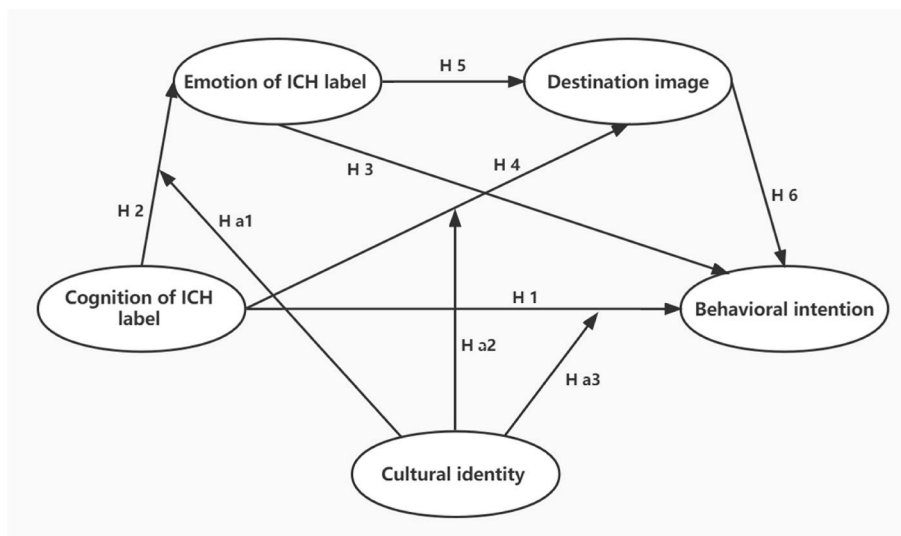 Emotion of ICH label
H 5
Destination image
H 3
H 4
H 2
H a1
H 6
Cognition of ICH
label
H 1
Behavioral intention
H a2
H a3
Cultural identity